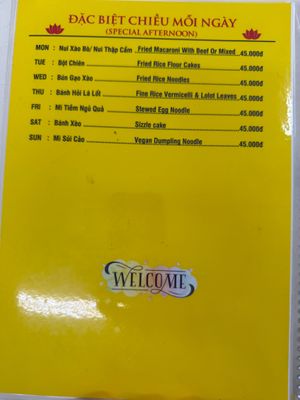 ĐẶC BIỆT CHIỀU MỖI NGÀY
(SPECIAL AFTERNOON)
MON : Nui Xào Bò/ Nui Thập Cẩm Fried Macaroni With Beef Or Mixed 45.000đ
TUE : Bột Chiên Fried Rice Flour Cakes 45.000đ
WED : Bún Gạo Xào Fried Rice Noodles 45.000đ
THU : Bánh Hỏi Lá Lốt Fine Rice Vermicelli & Lolot Leaves 45.000đ
FRI : Mì Tiềm Ngũ Quả Stewed Egg Noodle 45.000đ
SAT : Bánh Xèo Sizzle cake 45.000đ
SUN : Mì Sủi Cảo Vegan Dumpling Noodle 45.000đ
WELCOME